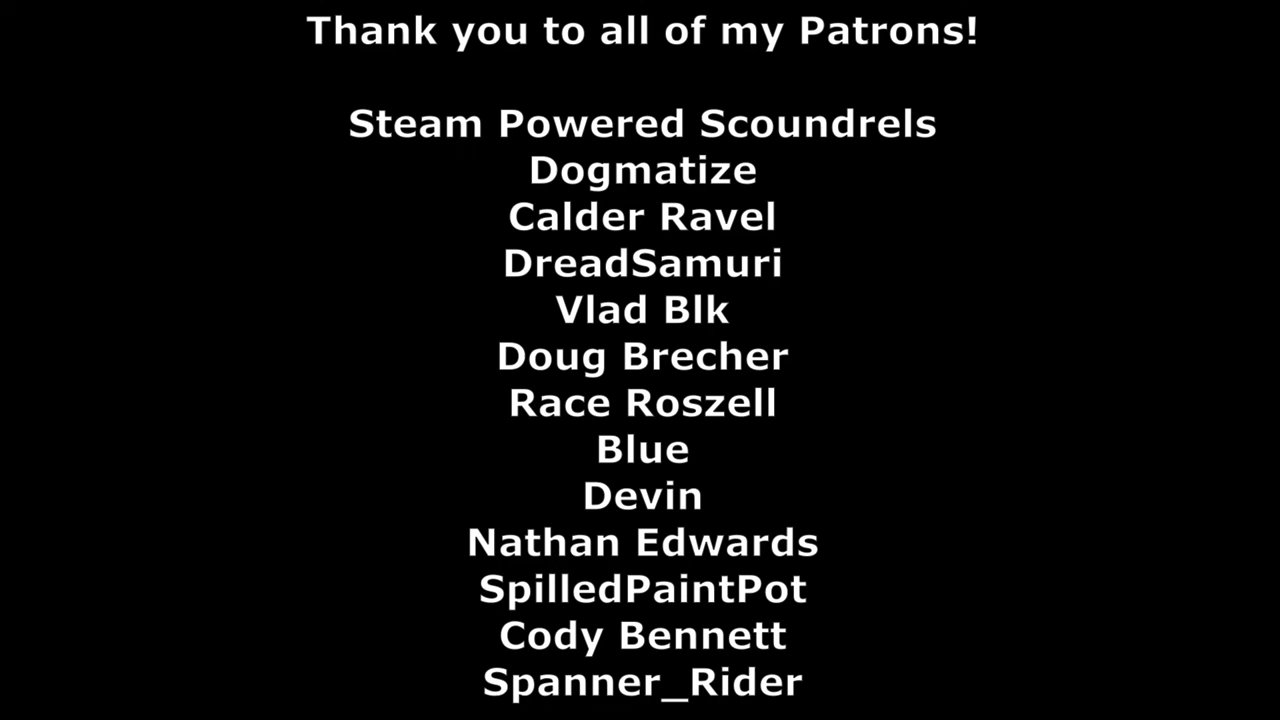 Thank you to all of my Patrons!
Steam Powered Scoundrels
Dogmatize
Calder Ravel
DreadSamuri
Vlad Blk
Doug Brecher
Race Roszell
Blue
Devin
Nathan Edwards
SpilledPaintPot
Cody Bennett
Spanner_Rider